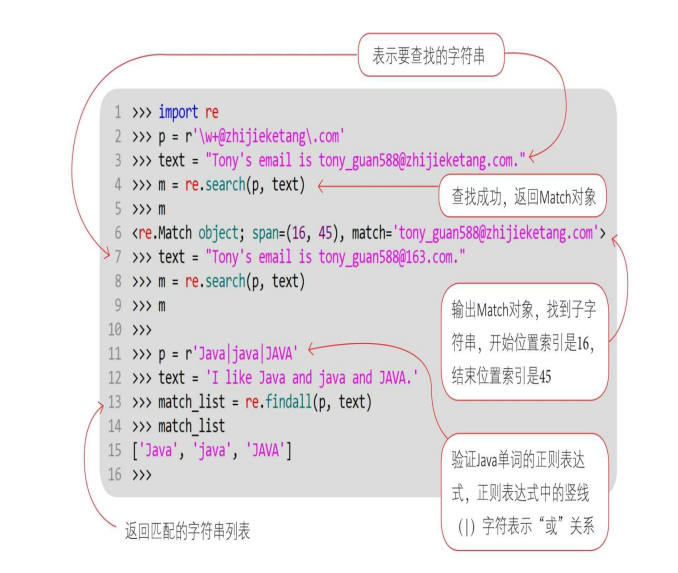 表示要查找的字符串
1 >>> import re
2 >>> p = r'\w+@zhijieketang\.com'
3 >>> text = "Tony's email is tony_guan588@zhijieketang.com."
4 >>> m = re.search(p, text)
查找成功，返回Match对象
5 >>> m
6 <re.Match object; span=(16, 45), match='tony_guan588@zhijieketang.com'>
7 >>> text = "Tony's email is tony_guan588@163.com."
8 >>> m = re.search(p, text)
9 >>> m
10 >>>
输出Match对象，找到子字
符串，开始位置索引是16，
结束位置索引是45
11 >>> p = r'Java|java|JAVA'
12 >>> text = 'I like Java and java and JAVA.'
13 >>> match_list = re.findall(p, text)
14 >>> match_list
15 ['Java', 'java', 'JAVA']
16 >>>
验证Java单词的正则表达
式，正则表达式中的竖线
（|）字符表示“或”关系
返回匹配的字符串列表